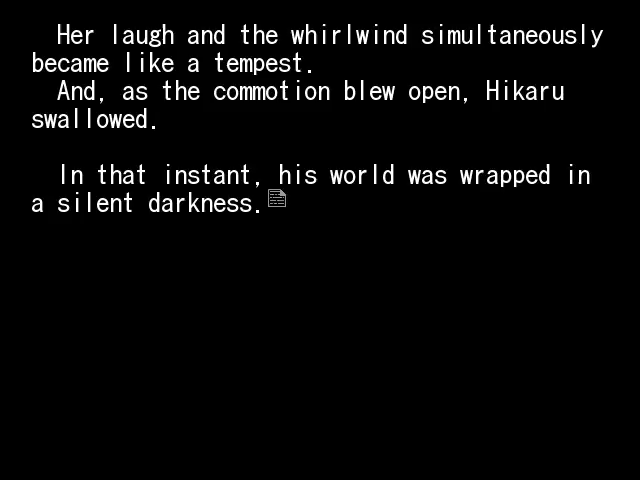 Her laugh and the whirlwind simultaneously
became like a tempest.
And, as the commotion blew open, Hikaru
swallowed.
In that instant, his world was wrapped in
a silent darkness.